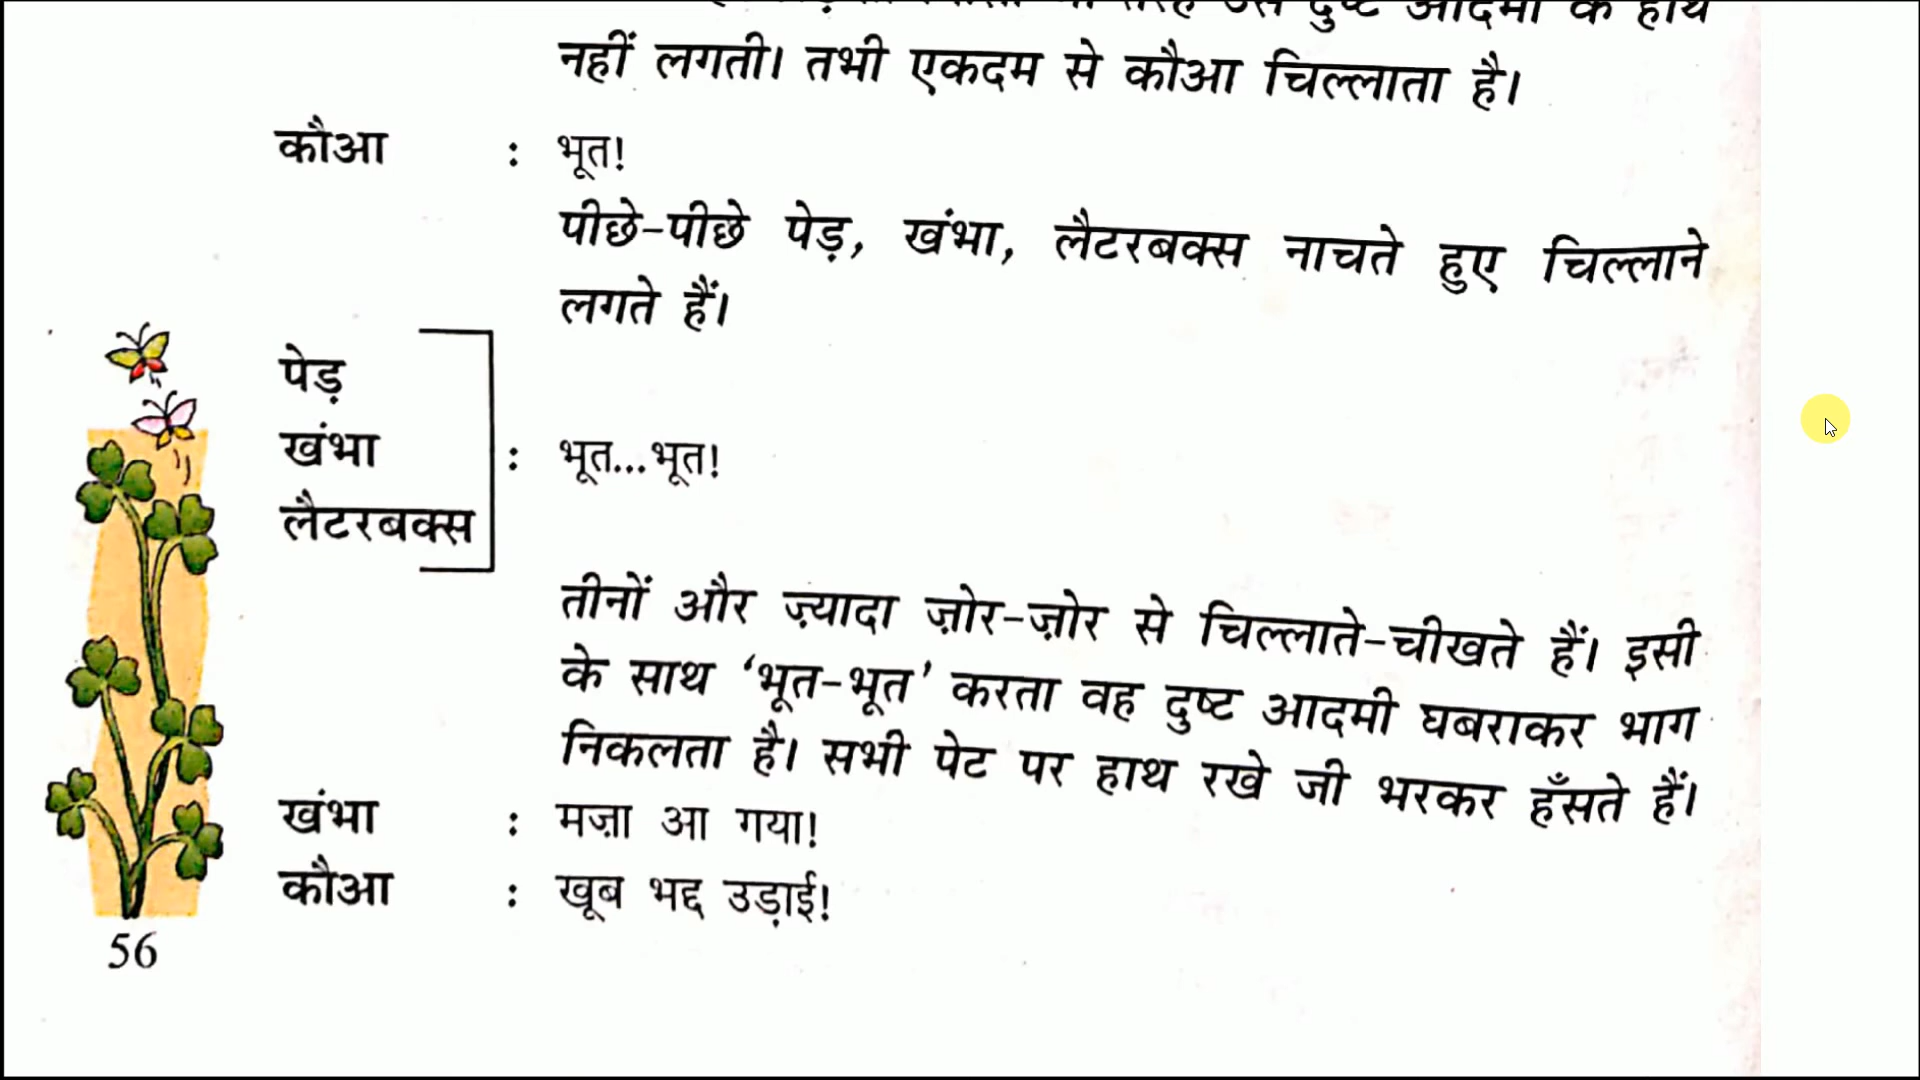 दुष्ट आदमी के हाथ
नहीं लगती। तभी एकदम से कौआ चिल्लाता है।
कौआ : भूत!
पीछे-पीछे पेड़, खंभा, लैटरबक्स नाचते हुए चिल्लाने
लगते हैं।
पेड़
खंभा : भूत...भूत!
लैटरबक्स
तीनों और ज़्यादा ज़ोर-ज़ोर से चिल्लाते-चीखते हैं। इसी
के साथ ‘भूत-भूत’ करता वह दुष्ट आदमी घबराकर भाग
निकलता है। सभी पेट पर हाथ रखे जी भरकर हँसते हैं।
खंभा : मज़ा आ गया!
कौआ : खूब भद्द उड़ाई!
56